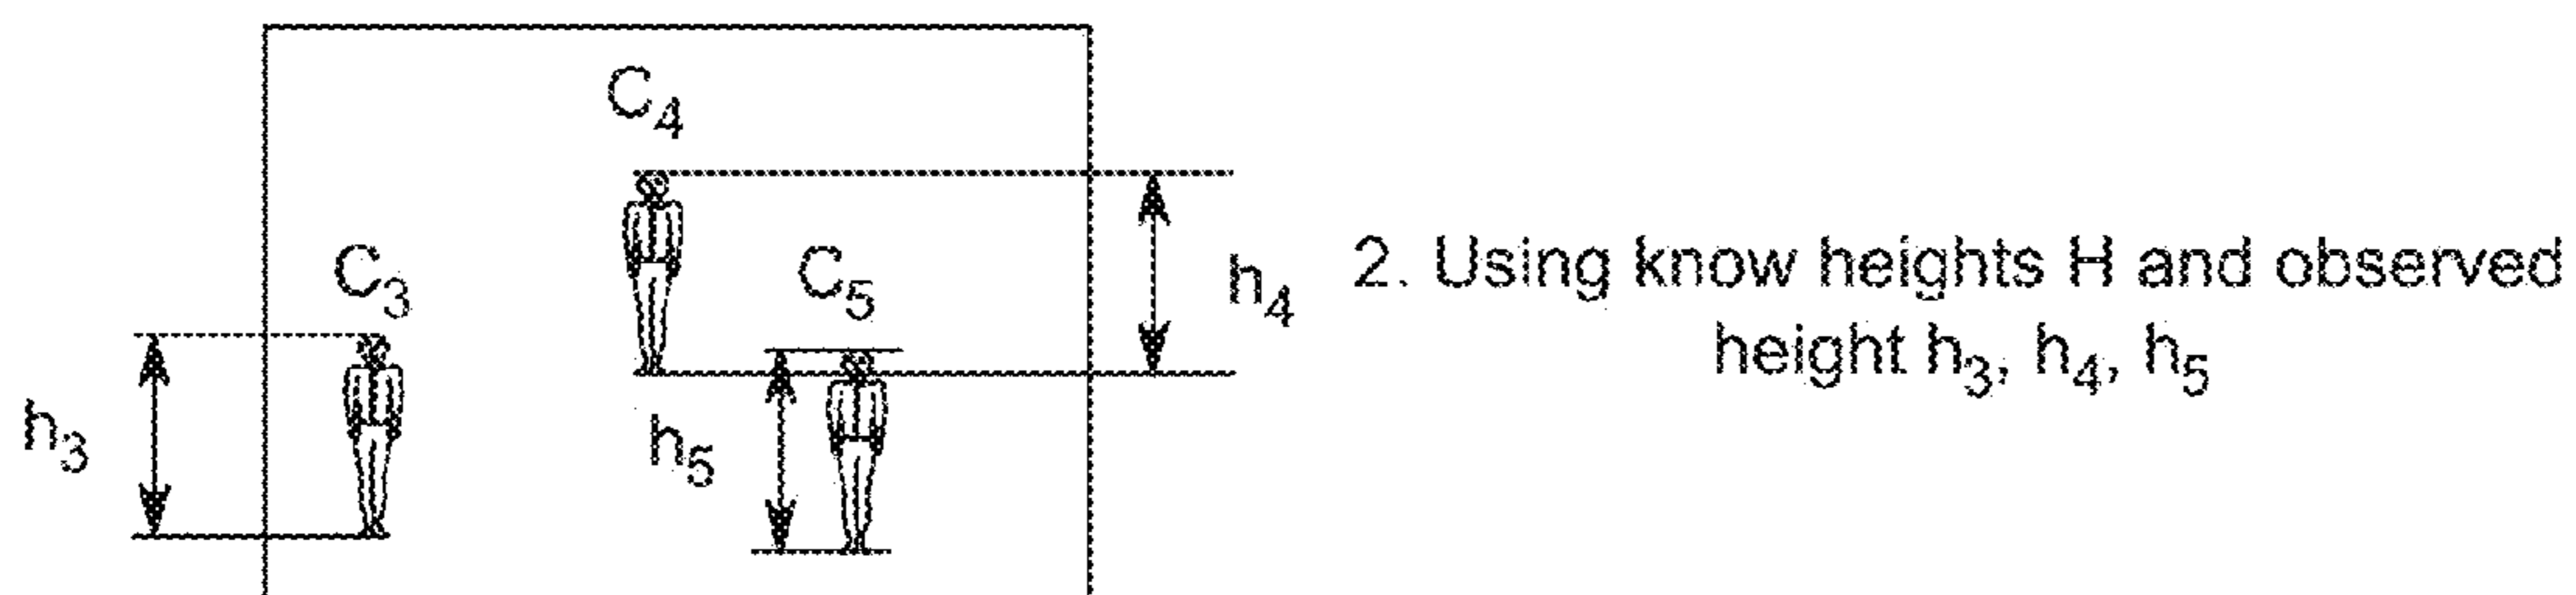 C₄
C₃
C₅
h₃
h₅
h₄
2. Using know heights H and observed
height h₃, h₄, h₅